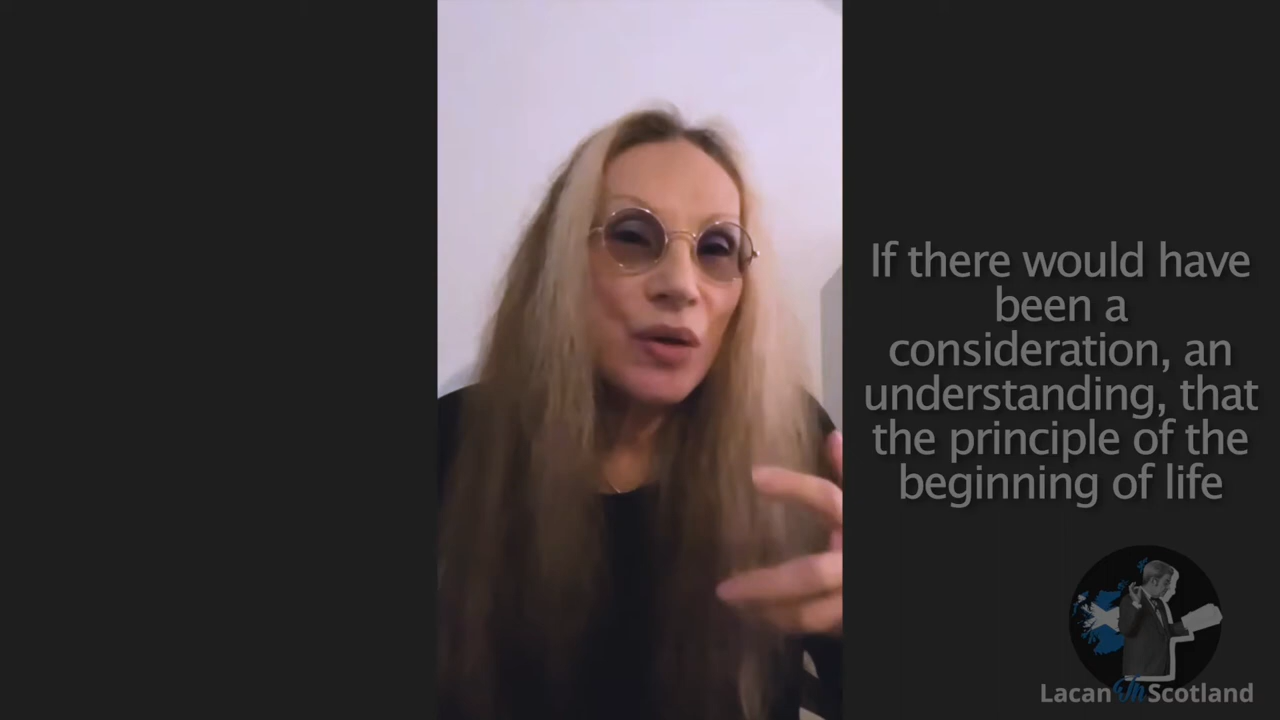 If there would have
been a
consideration, an
understanding, that
the principle of the
beginning of life
Lacan In Scotland